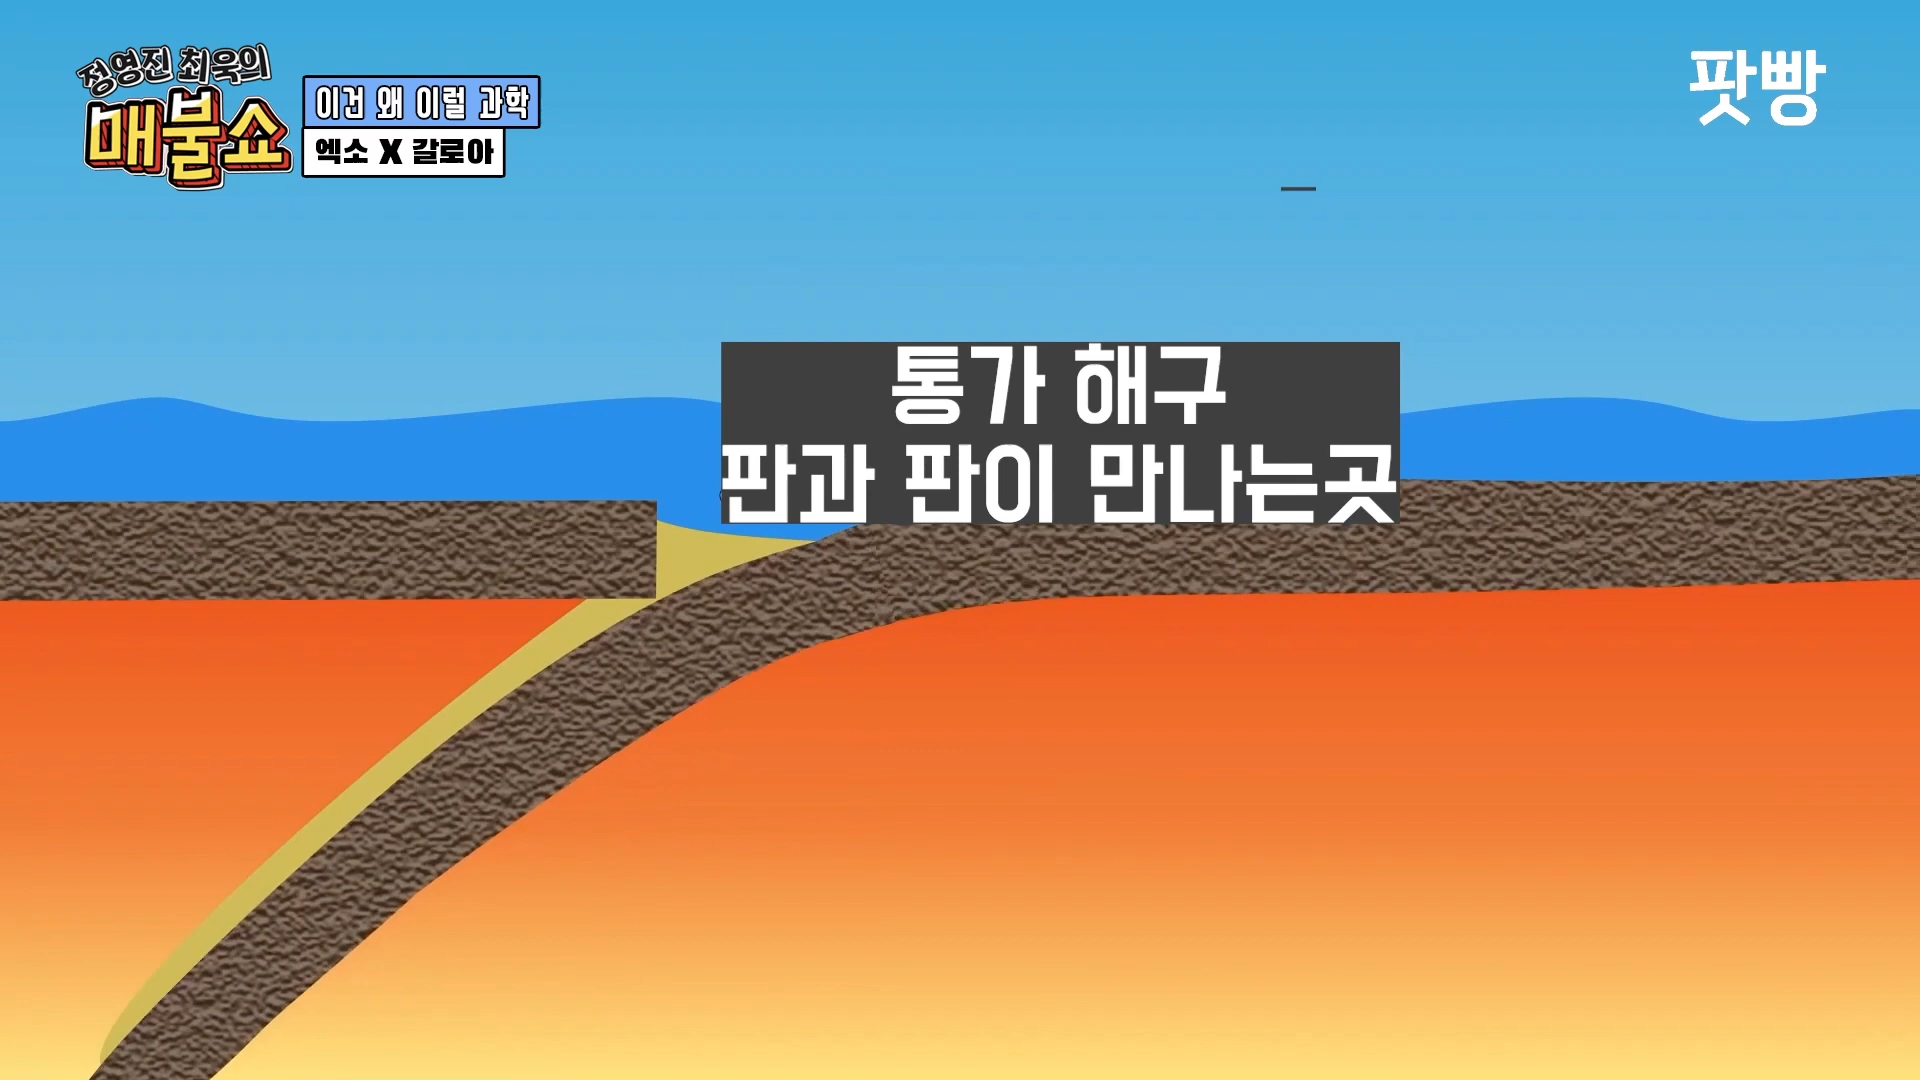 정영진 최욱의
매불쇼
이건 왜 이럴 과학
엑소 X 갈로아
팟빵
통가 해구
판과 판이 만나는곳